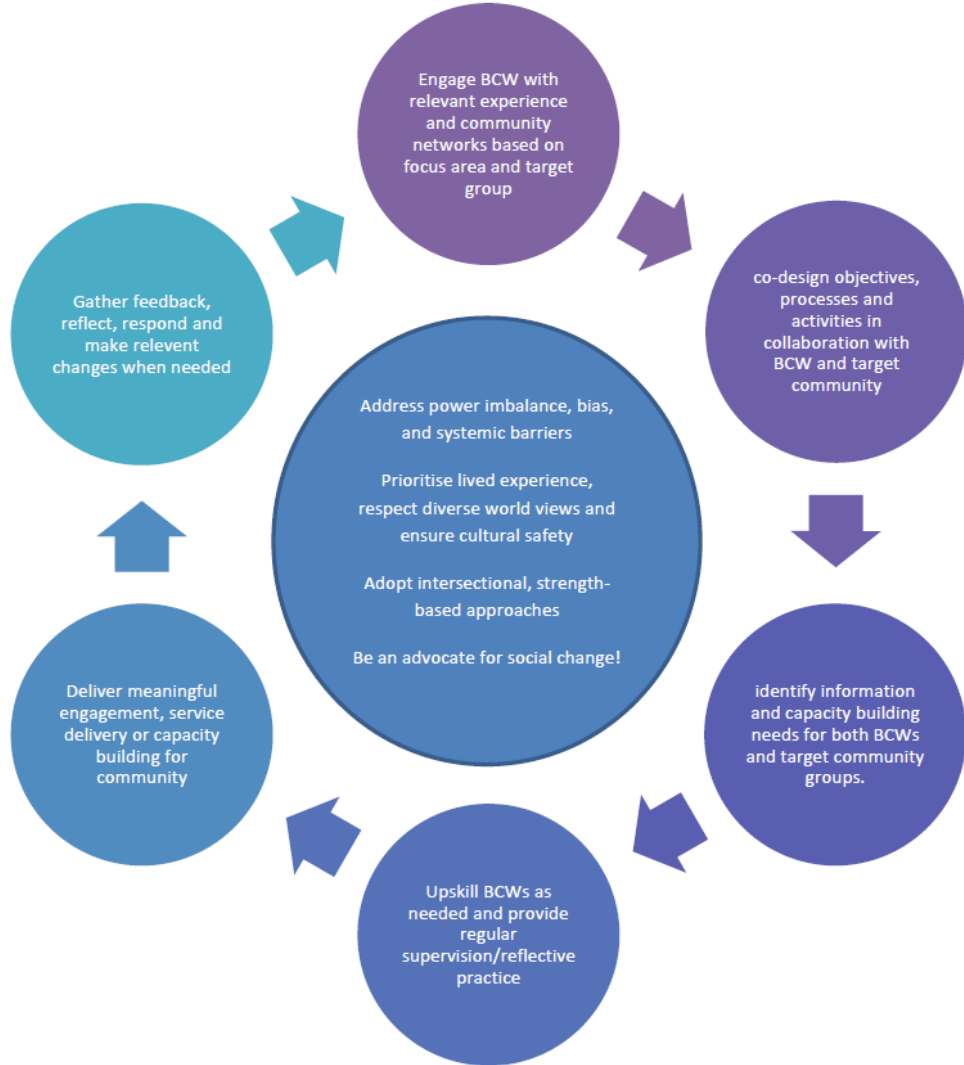 Engage BCW with
relevant experience
and community
networks based on
focus area and target
group
co-design objectives,
processes and
activities in
collaboration with
BCW and target
community
identify information
and capacity building
needs for both BCWs
and target community
groups.
Upskill BCWs as
needed and provide
regular
supervision/reflective
practice
Deliver meaningful
engagement, service
delivery or capacity
building for
community
Gather feedback,
reflect, respond and
make relevent
changes when needed
Address power imbalance, bias,
and systemic barriers
Prioritise lived experience,
respect diverse world views and
ensure cultural safety
Adopt intersectional, strength-
based approaches
Be an advocate for social change!